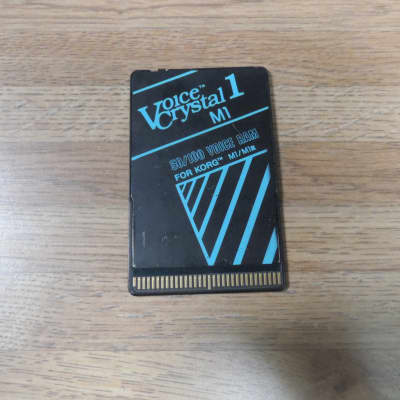 Voice™
Crystal 1
M1
50/100 VOICE RAM
FOR KORG™ M1/M1R